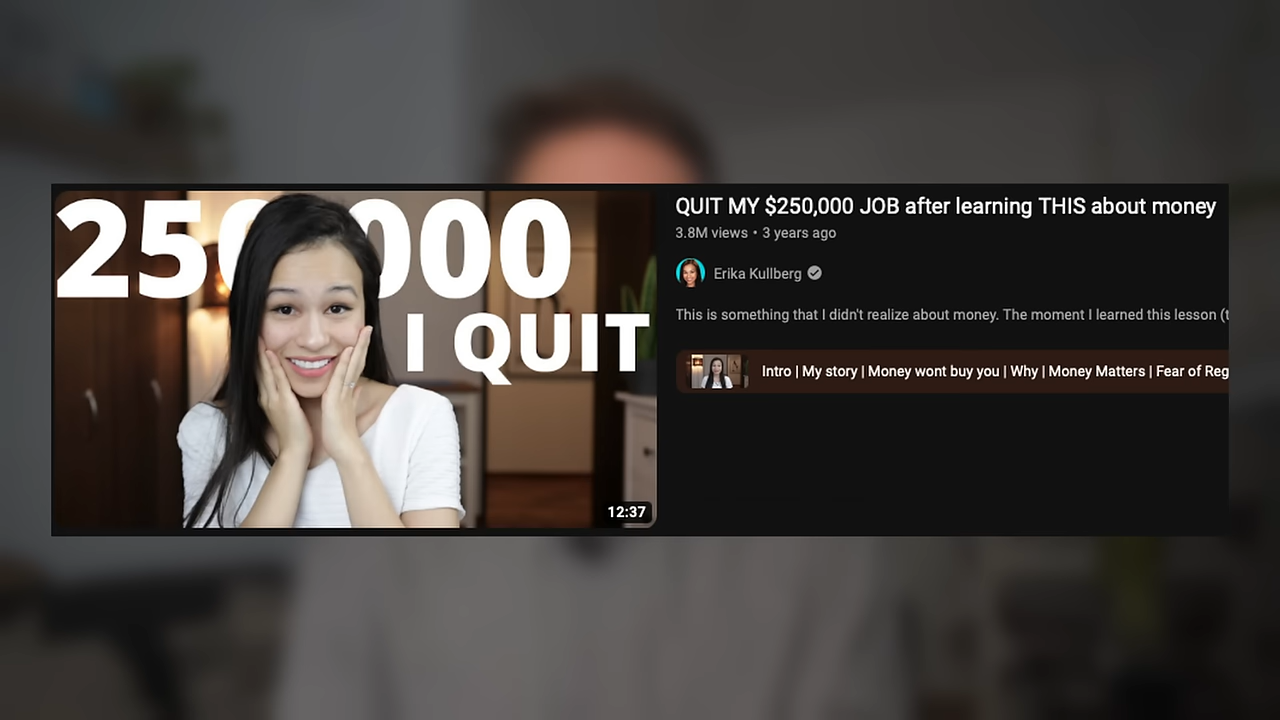 250,000
I QUIT
12:37
QUIT MY $250,000 JOB after learning THIS about money
3.8M views • 3 years ago
Erika Kullberg
This is something that I didn't realize about money. The moment I learned this lesson (t
Intro | My story | Money wont buy you | Why | Money Matters | Fear of Reg